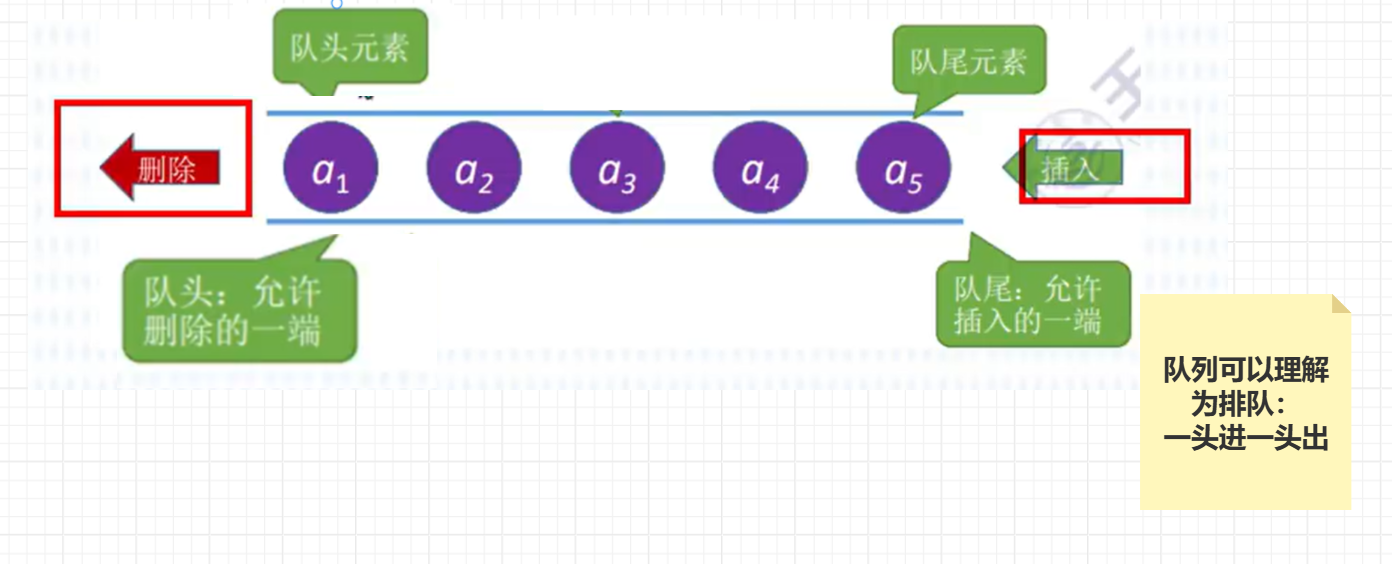 队头元素
队尾元素
删除
a1
a2
a3
a4
a5
插入
队头：允许
删除的一端
队尾：允许
插入的一端
队列可以理解
为排队：
一头进一头出